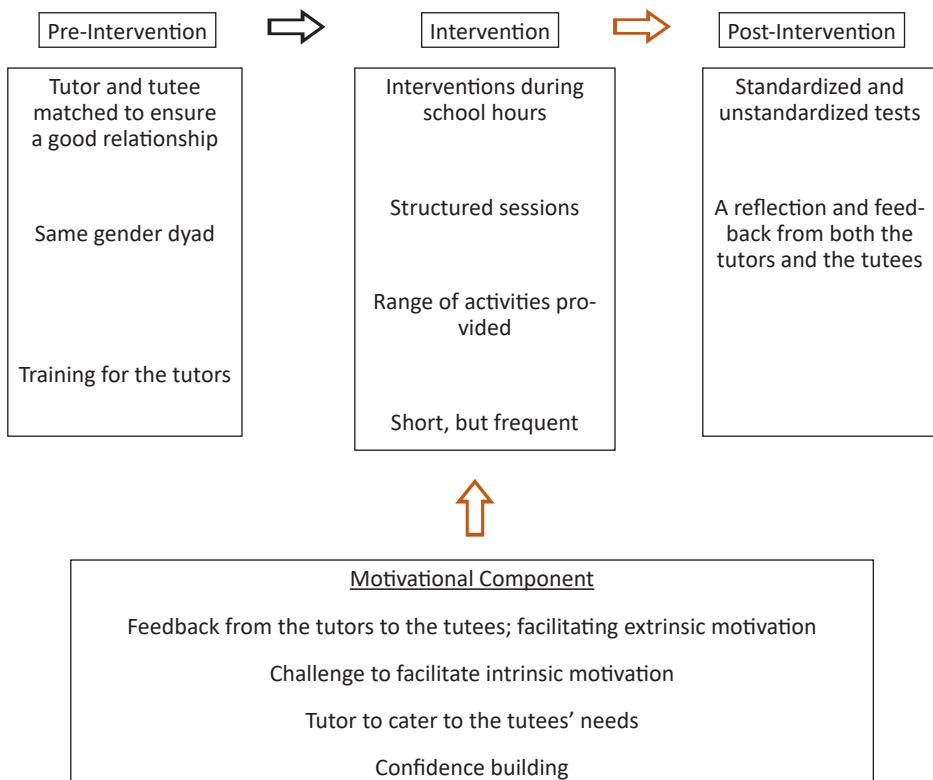 Pre-Intervention
Intervention
Post-Intervention
Tutor and tutee
matched to ensure
a good relationship
Same gender dyad
Training for the tutors
Interventions during
school hours
Structured sessions
Range of activities pro-
vided
Short, but frequent
Standardized and
unstandardized tests
A reflection and feed-
back from both the
tutors and the tutees
Motivational Component
Feedback from the tutors to the tutees; facilitating extrinsic motivation
Challenge to facilitate intrinsic motivation
Tutor to cater to the tutees’ needs
Confidence building